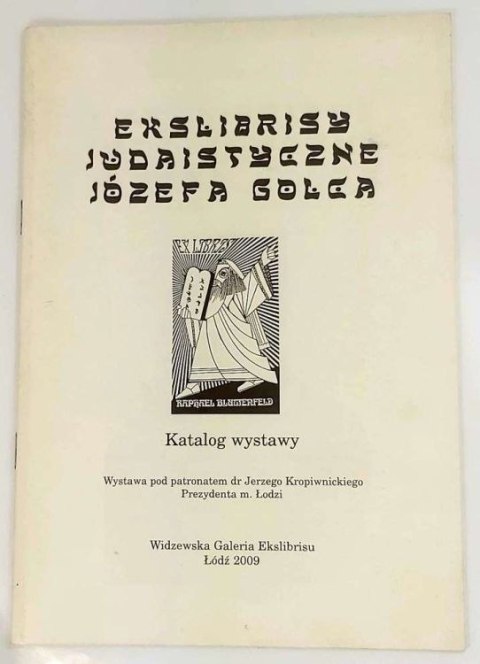 EKSLIBRISY
JUDAISTYCZNE
JÓZEFA GOLCA
EX LIBRIS
RAPHAEL BLUMERFELD
Katalog wystawy
Wystawa pod patronatem dr Jerzego Kropiwnickiego
Prezydenta m. Łodzi
Widzewska Galeria Ekslibrisu
Łódź 2009